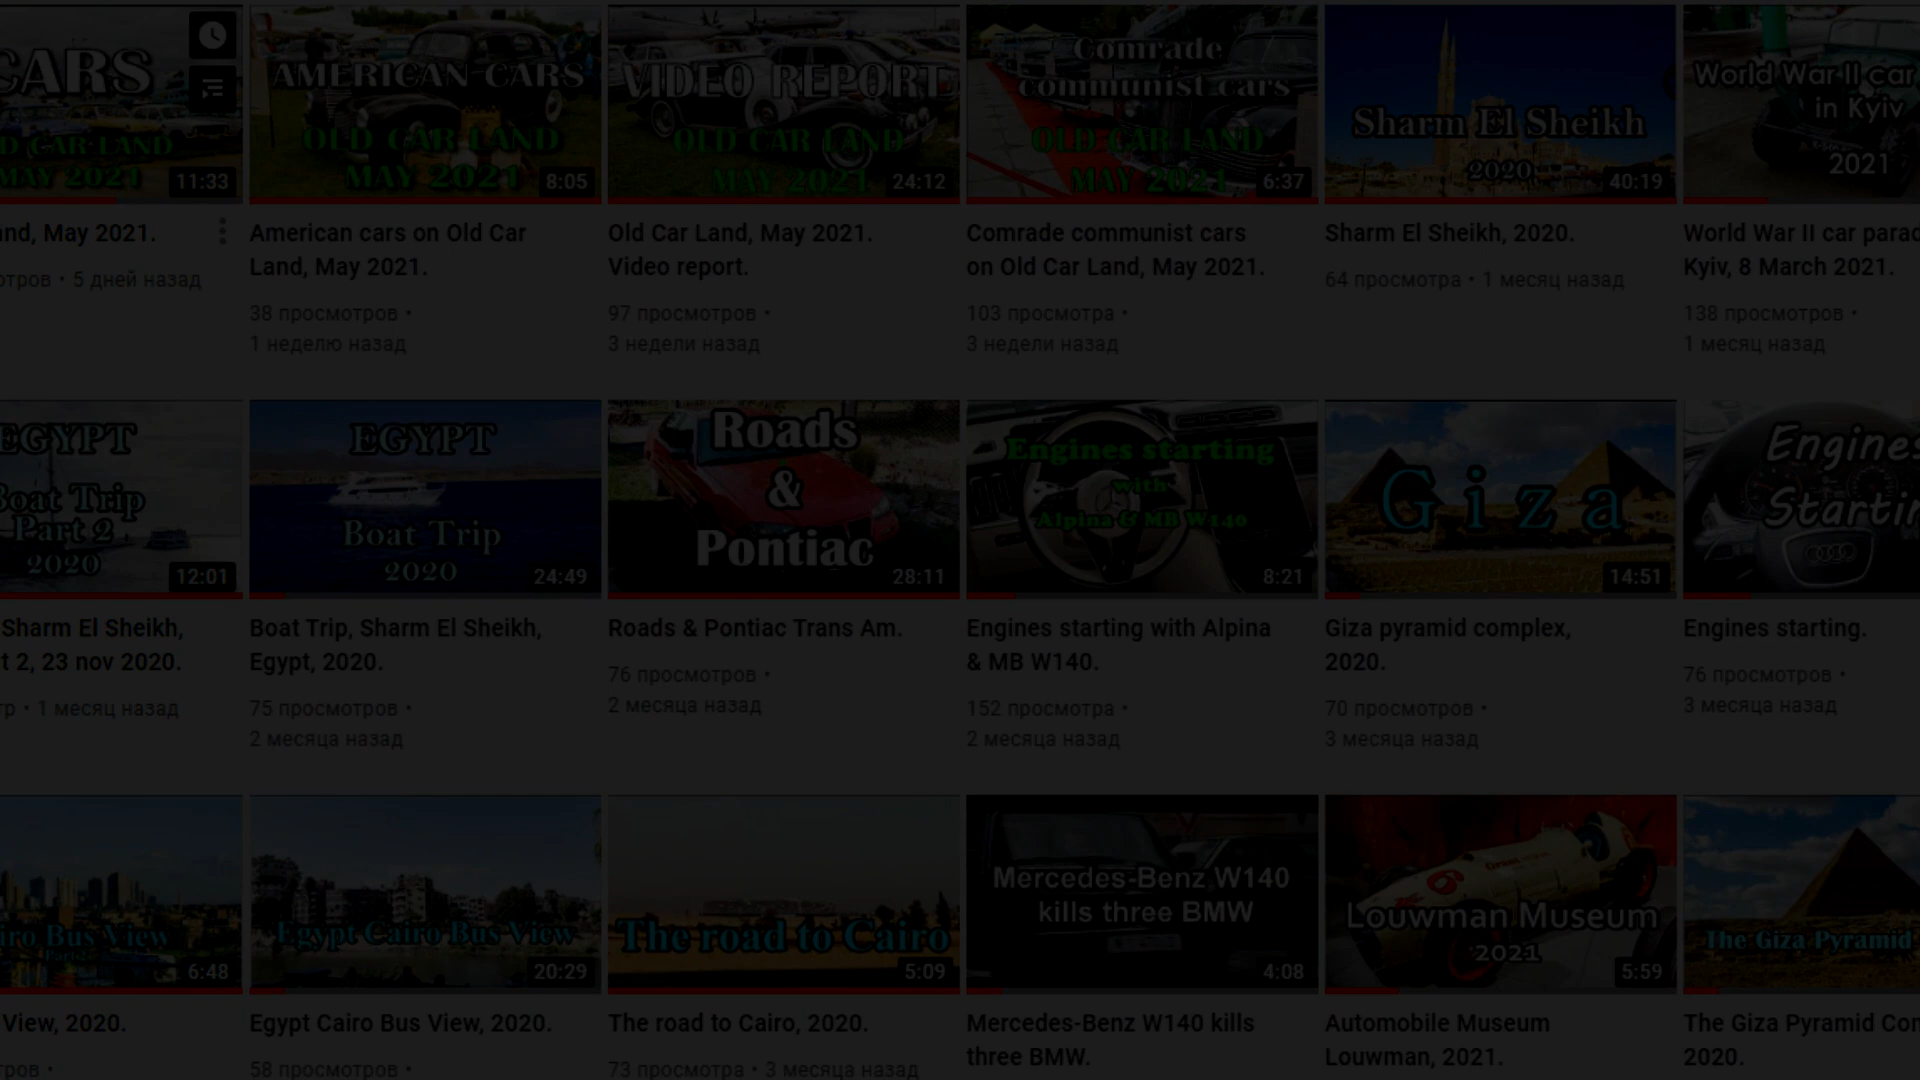 CARS
D CAR LAND
MAY 2021
11:33
AMERICAN CARS
OLD CAR LAND
MAY 2021
8:05
VIDEO REPORT
OLD CAR LAND
MAY 2021
24:12
Comrade
communist cars
OLD CAR LAND
MAY 2021
6:37
Sharm El Sheikh
2020
40:19
World War II car
in Kyiv
2021
and, May 2021.
отров • 5 дней назад
American cars on Old Car
Land, May 2021.
38 просмотров •
1 неделю назад
Old Car Land, May 2021.
Video report.
97 просмотров •
3 недели назад
Comrade communist cars
on Old Car Land, May 2021.
103 просмотра •
3 недели назад
Sharm El Sheikh, 2020.
64 просмотра • 1 месяц назад
World War II car parad
Kyiv, 8 March 2021.
138 просмотров •
1 месяц назад
EGYPT
Boat Trip
Part 2
2020
12:01
EGYPT
Boat Trip
2020
24:49
Roads
&
Pontiac
28:11
Engines starting
with
Alpina & MB W140
8:21
Giza
14:51
Engines
Startin
Sharm El Sheikh,
t 2, 23 nov 2020.
тр • 1 месяц назад
Boat Trip, Sharm El Sheikh,
Egypt, 2020.
75 просмотров •
2 месяца назад
Roads & Pontiac Trans Am.
76 просмотров •
2 месяца назад
Engines starting with Alpina
& MB W140.
152 просмотра •
2 месяца назад
Giza pyramid complex,
2020.
70 просмотров •
3 месяца назад
Engines starting.
76 просмотров •
3 месяца назад
iro Bus View
6:48
Egypt Cairo Bus View
20:29
The road to Cairo
5:09
Mercedes-Benz W140
kills three BMW
4:08
Louwman Museum
2021
5:59
The Giza Pyramid
View, 2020.
ров •
Egypt Cairo Bus View, 2020.
58 просмотров •
The road to Cairo, 2020.
73 просмотра • 3 месяца назад
Mercedes-Benz W140 kills
three BMW.
Automobile Museum
Louwman, 2021.
The Giza Pyramid Con
2020.